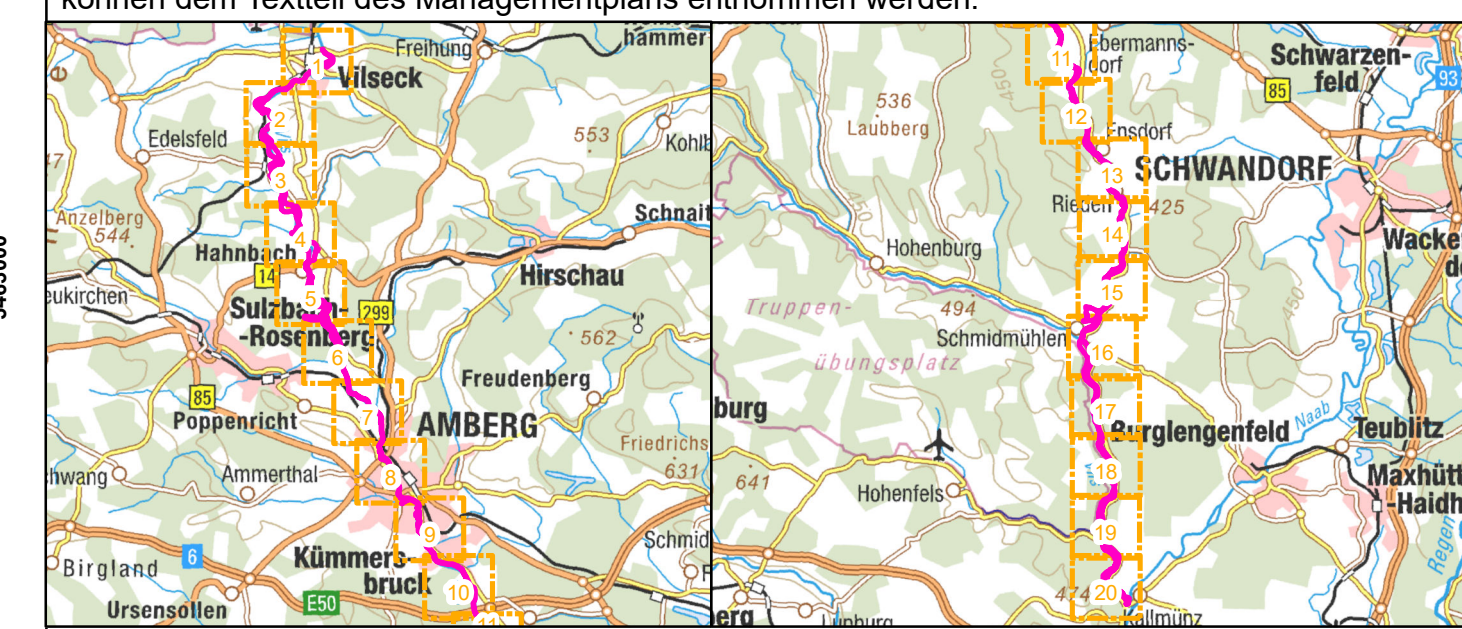 können dem Textteil des Managementplans entnommen werden.
Freihung
hammer
1
Vilseck
2
Edelsfeld
553
3
Anzelberg
544
Schnait
4
Hahnbach
14
Hirschau
eukirchen
5
Sulzbach-
-Rosenberg
299
562
6
Freudenberg
85
Poppenricht
7
AMBERG
Friedrichs
631
hwang
Ammerthal
8
9
Schmid
6
Birgland
Kümmers-
bruck
10
Ursensollen
E50
11
11
Ebermanns-
dorf
450
Schwarzen-
feld
93
85
536
Laubberg
12
Ensdorf
13
SCHWANDORF
Rieden
425
14
Hohenburg
Wacke
15
450
Truppen-
übungsplatz
494
Schmidmühlen
16
burg
17
Burglengenfeld
Naab
Teublitz
18
641
Hohenfels
Maxhütt
-Haidh
19
Regen
474
20
Kallmünz